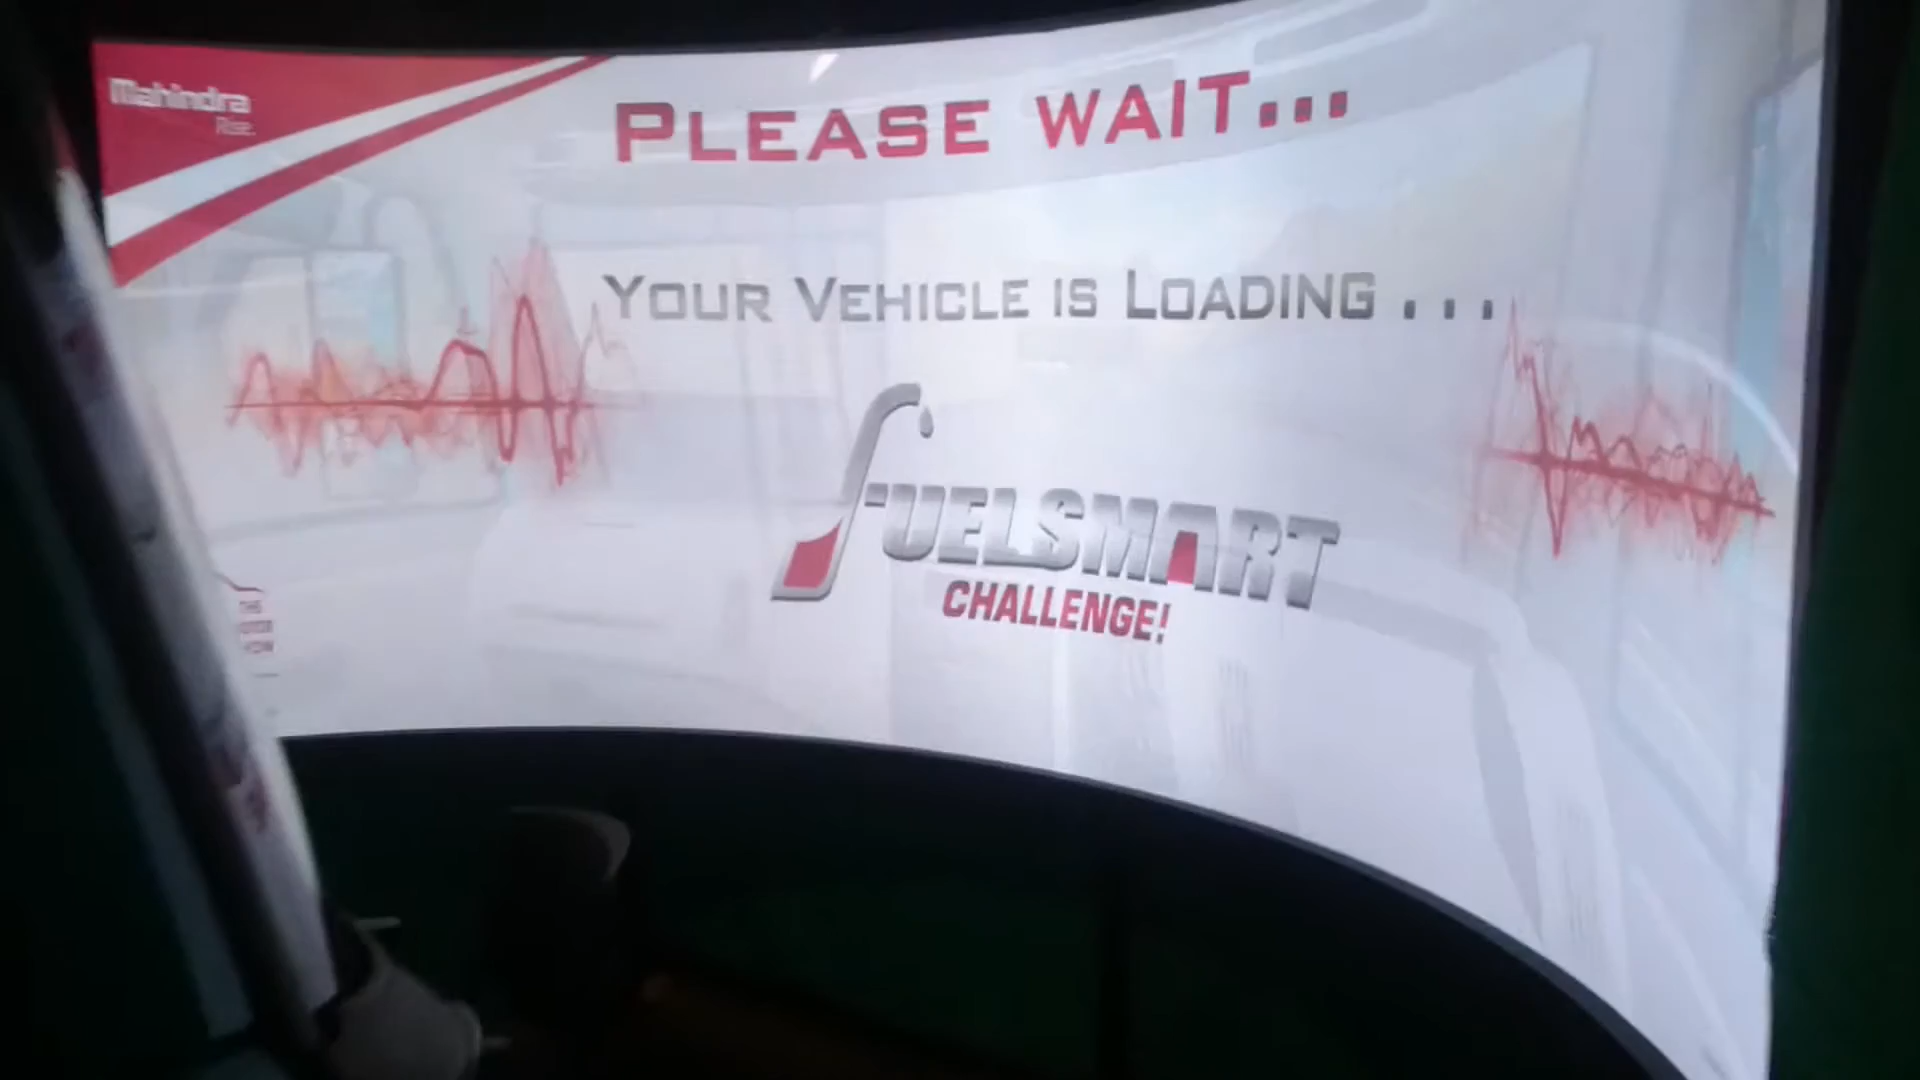 Mahindra
Rise.
PLEASE WAIT...
YOUR VEHICLE IS LOADING . . .
FUELSMART
CHALLENGE!